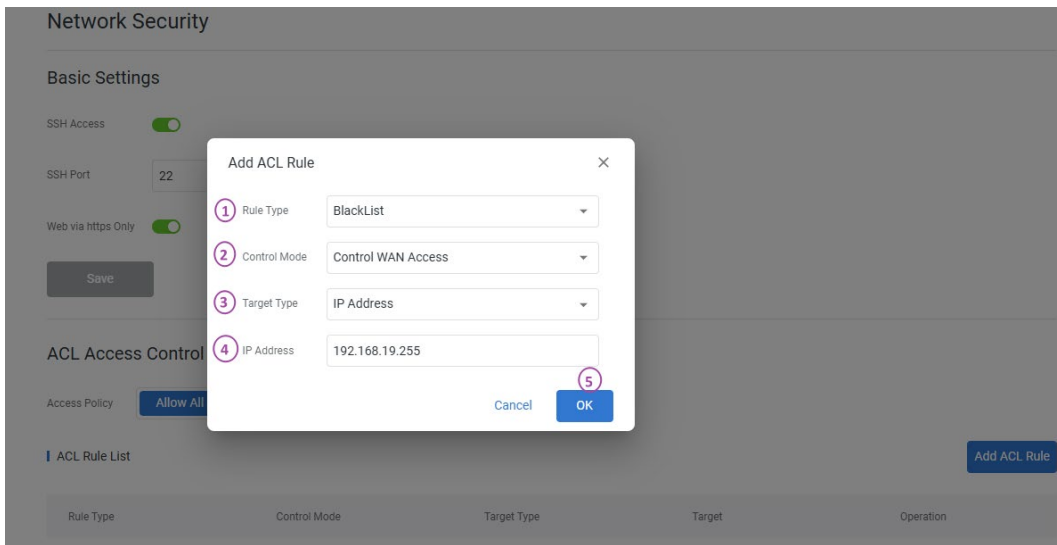 Network Security
Basic Settings
SSH Access
SSH Port 22
Web via https Only
Save
Add ACL Rule
1 Rule Type BlackList
2 Control Mode Control WAN Access
3 Target Type IP Address
4 IP Address 192.168.19.255
5
Cancel OK
ACL Access Control
Access Policy Allow All
ACL Rule List Add ACL Rule
Rule Type Control Mode Target Type Target Operation